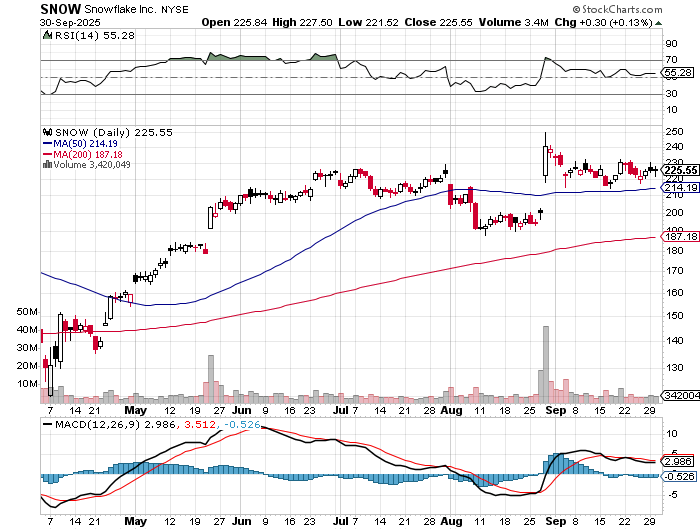 SNOW Snowflake Inc. NYSE © StockCharts.com
30-Sep-2025 Open 225.84 High 227.50 Low 221.52 Close 225.55 Volume 3.4M Chg +0.30 (+0.13%)
RSI(14) 55.28
90
70
55.28
50
30
10
SNOW (Daily) 225.55
MA(50) 214.19
MA(200) 187.18
Volume 3,420,049
250
240
230
225.55
220
214.19
210
200
190
187.18
180
170
160
150
140
130
50M
40M
30M
20M
10M
342004
7 14 21 May 12 19 27 Jun 9 16 23 Jul 7 14 21 28 Aug 11 18 25 Sep 8 15 22 29
MACD(12,26,9) 2.986, 3.512, -0.526
10
5
2.986
-0.526
-5
7 14 21 May 12 19 27 Jun 9 16 23 Jul 7 14 21 28 Aug 11 18 25 Sep 8 15 22 29